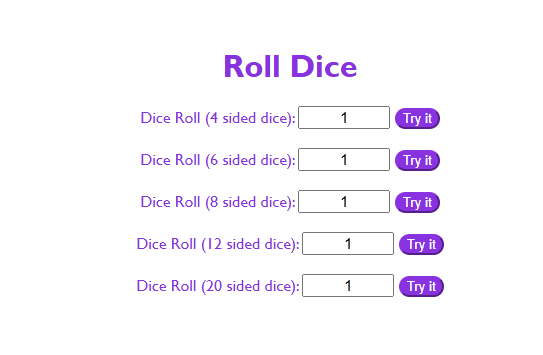 Roll Dice
Dice Roll (4 sided dice): 1 Try it
Dice Roll (6 sided dice): 1 Try it
Dice Roll (8 sided dice): 1 Try it
Dice Roll (12 sided dice): 1 Try it
Dice Roll (20 sided dice): 1 Try it